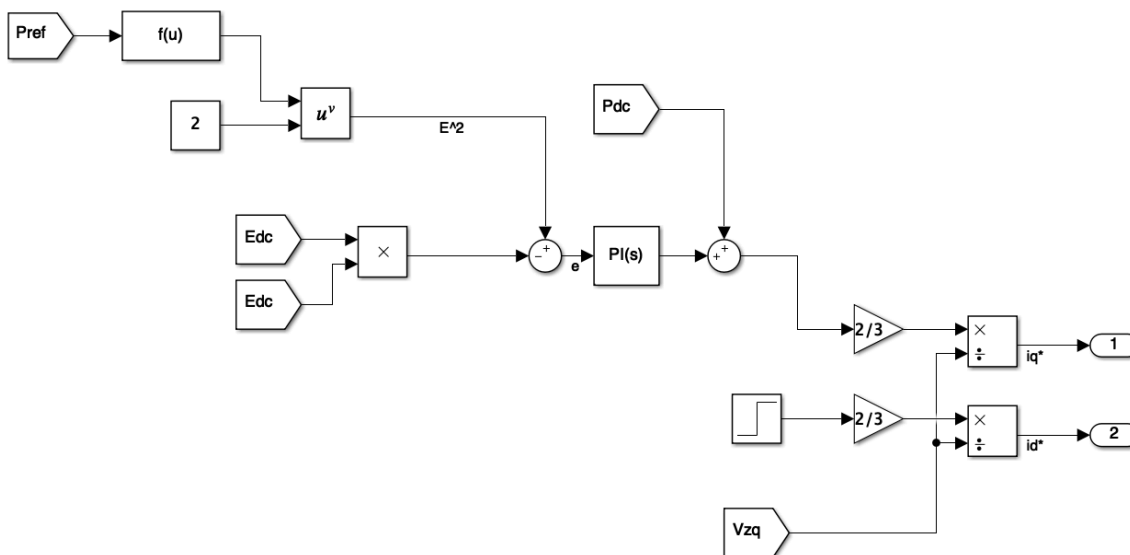 Pref
f(u)
2
u^v
E^2
Pdc
Edc
×
Edc
− +
e
PI(s)
+ +
2/3
×
÷
iq*
1
2/3
×
÷
id*
2
Vzq